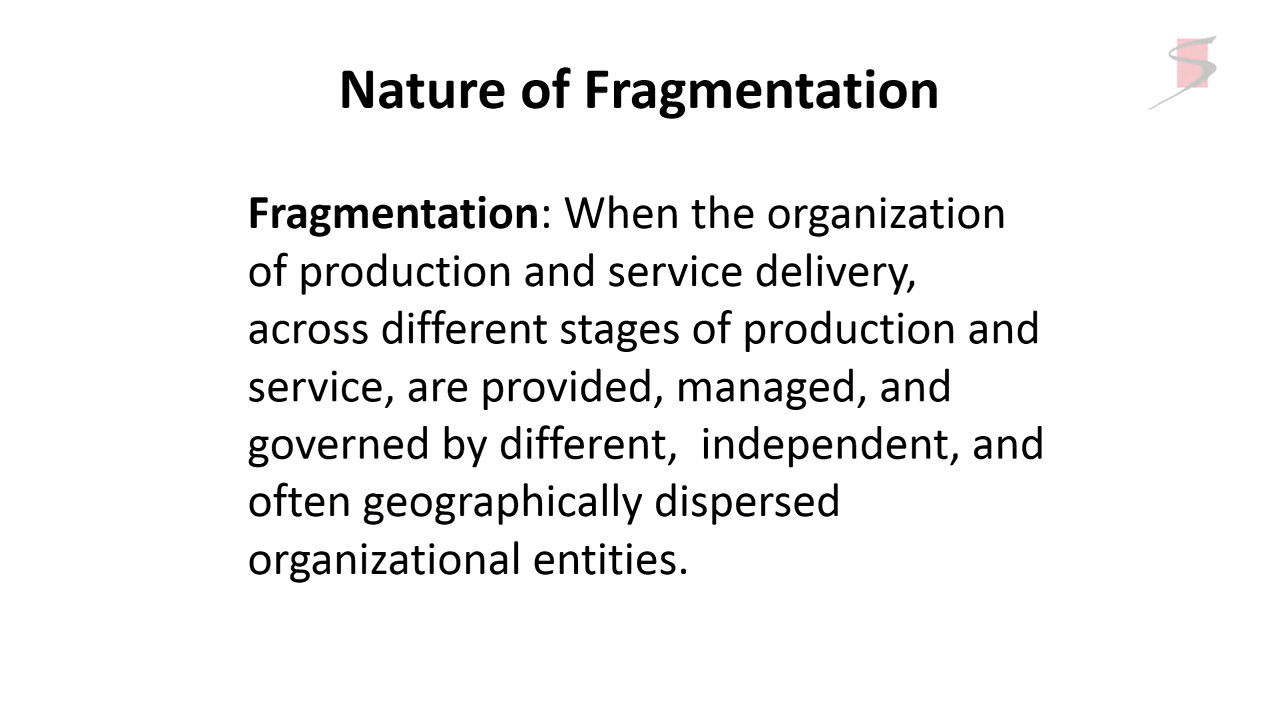 Nature of Fragmentation
Fragmentation: When the organization
of production and service delivery,
across different stages of production and
service, are provided, managed, and
governed by different,  independent, and
often geographically dispersed
organizational entities.